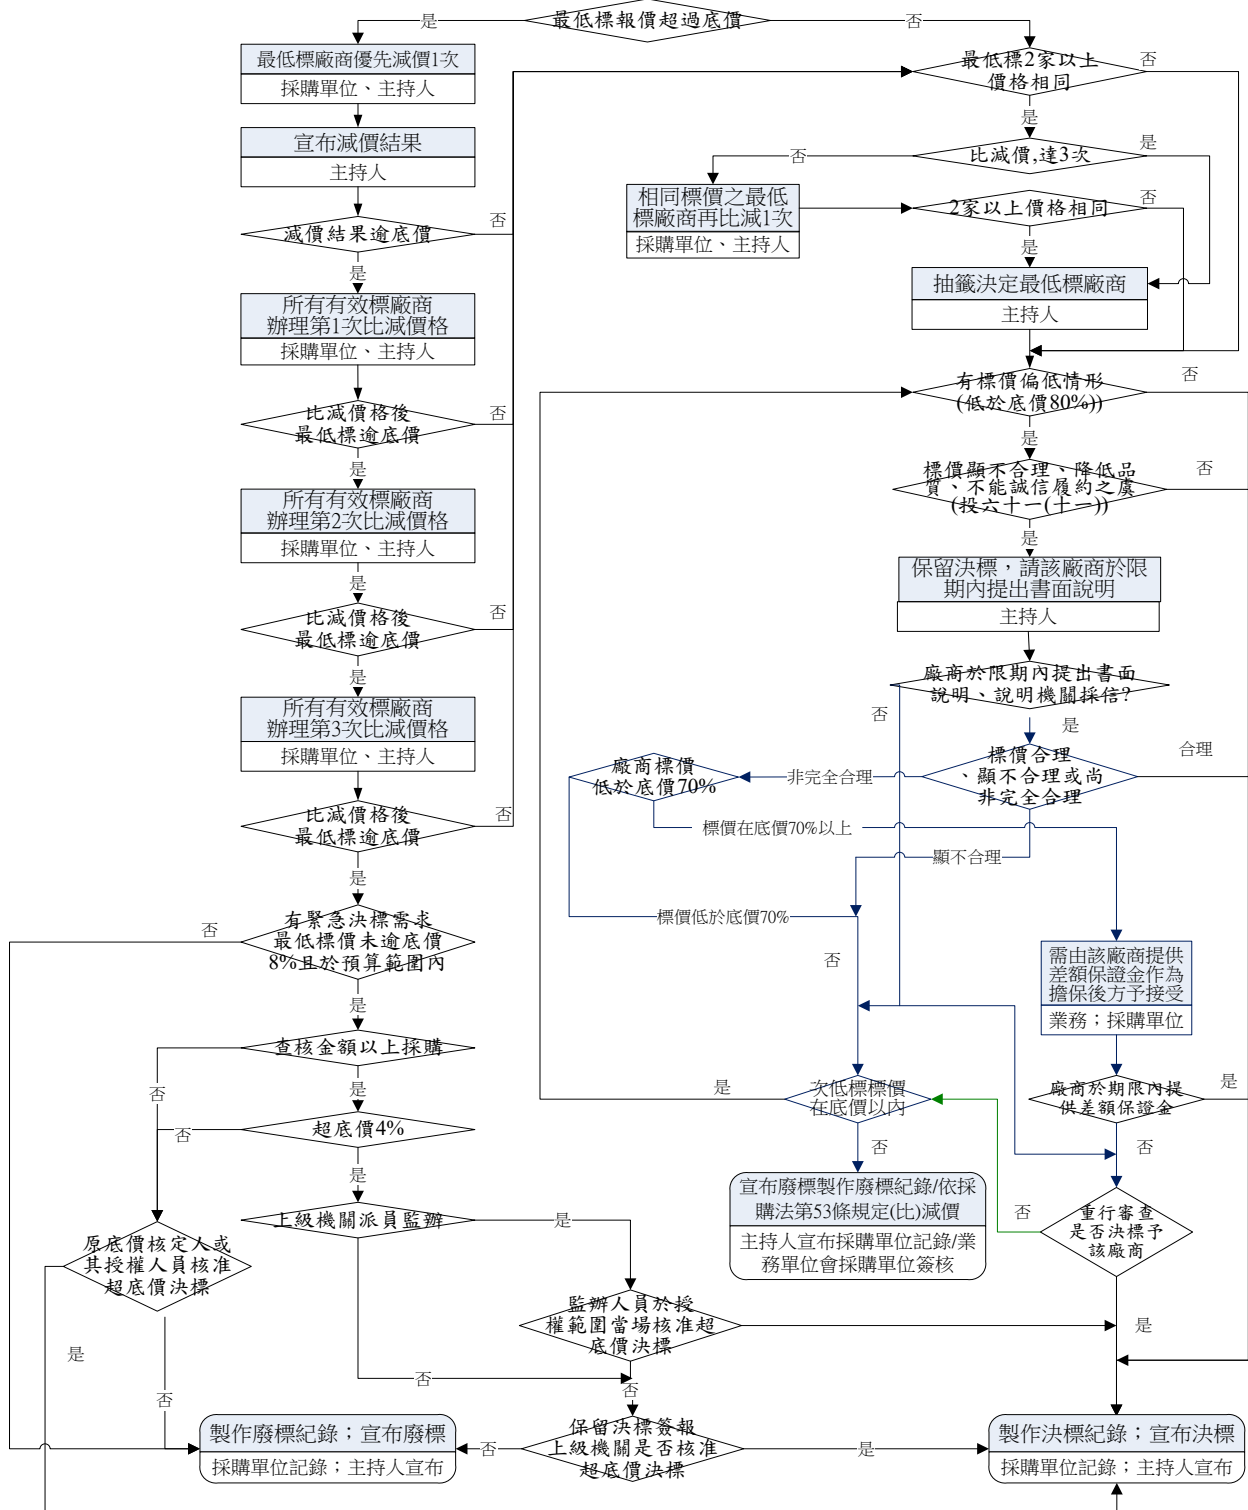 最低標報價超過底價
是
否
最低標廠商優先減價1次
採購單位、主持人
宣布減價結果
主持人
減價結果逾底價
否
是
所有有效標廠商
辦理第1次比減價格
採購單位、主持人
比減價格後
最低標逾底價
否
是
所有有效標廠商
辦理第2次比減價格
採購單位、主持人
是
比減價格後
最低標逾底價
否
是
所有有效標廠商
辦理第3次比減價格
採購單位、主持人
比減價格後
最低標逾底價
否
是
有緊急決標需求
最低標價未逾底價
8%且於預算範圍內
否
是
查核金額以上採購
否
是
超底價4%
否
是
上級機關派員監辦
是
否
原底價核定人或
其授權人員核准
超底價決標
是
否
監辦人員於授
權範圍當場核准超
底價決標
是
否
保留決標簽報
上級機關是否核准
超底價決標
否
是
製作廢標紀錄；宣布廢標
採購單位記錄；主持人宣布
最低標2家以上
價格相同
否
是
比減價,達3次
否
是
相同標價之最低
標廠商再比減1次
採購單位、主持人
2家以上價格相同
否
是
抽籤決定最低標廠商
主持人
有標價偏低情形
(低於底價80%))
否
是
標價顯不合理、降低品
質、不能誠信履約之虞
(投六十一(十一))
否
是
保留決標，請該廠商於限
期內提出書面說明
主持人
廠商於限期內提出書面
說明、說明機關採信?
否
是
標價合理
、顯不合理或尚
非完全合理
合理
非完全合理
顯不合理
廠商標價
低於底價70%
標價在底價70%以上
標價低於底價70%
否
需由該廠商提供
差額保證金作為
擔保後方予接受
業務；採購單位
廠商於期限內提
供差額保證金
是
否
次低標標價
在底價以內
是
否
宣布廢標製作廢標紀錄/依採
購法第53條規定(比)減價
主持人宣布採購單位記錄/業
務單位會採購單位簽核
重行審查
是否決標予
該廠商
否
製作決標紀錄；宣布決標
採購單位記錄；主持人宣布